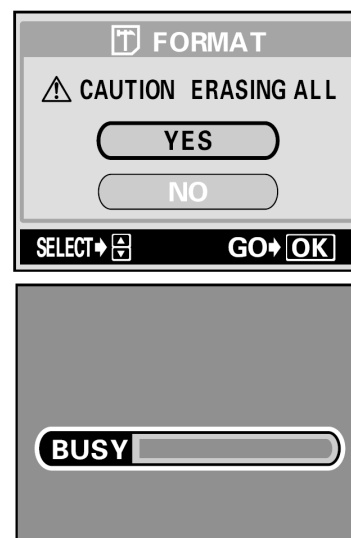 FORMAT
CAUTION ERASING ALL
YES
NO
SELECT GO OK
BUSY